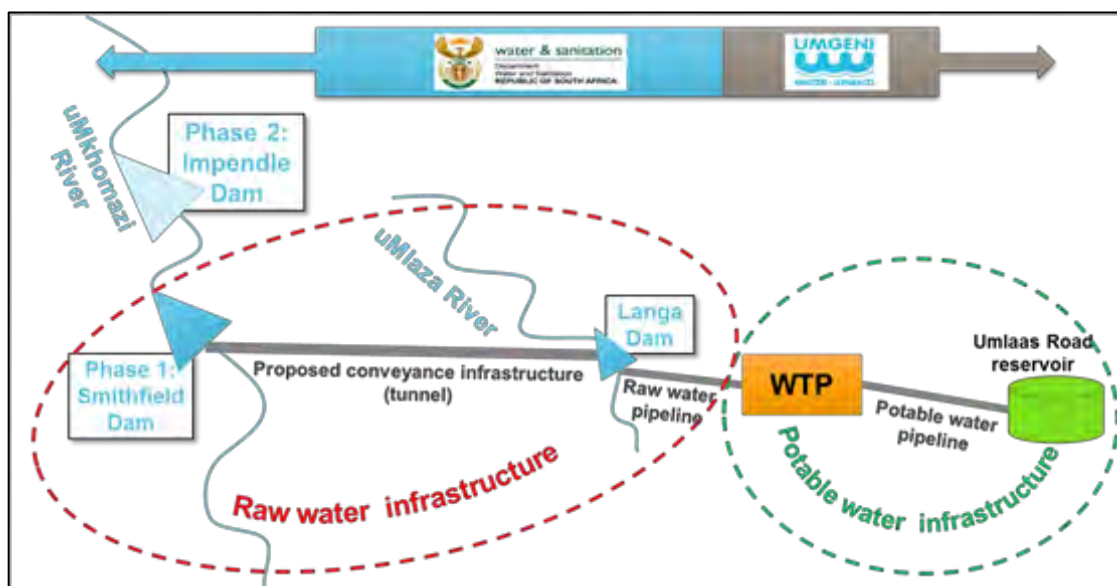 water & sanitation
Department
Water and Sanitation
REPUBLIC OF SOUTH AFRICA
UMGENI
uMkhomazi
River
Phase 2:
Impendle
Dam
uMlaza River
Langa
Dam
Phase 1:
Smithfield
Dam
Proposed conveyance infrastructure
(tunnel)
Raw water
pipeline
WTP
Umlaas Road
reservoir
Potable water
pipeline
Raw water infrastructure
Potable water infrastructure